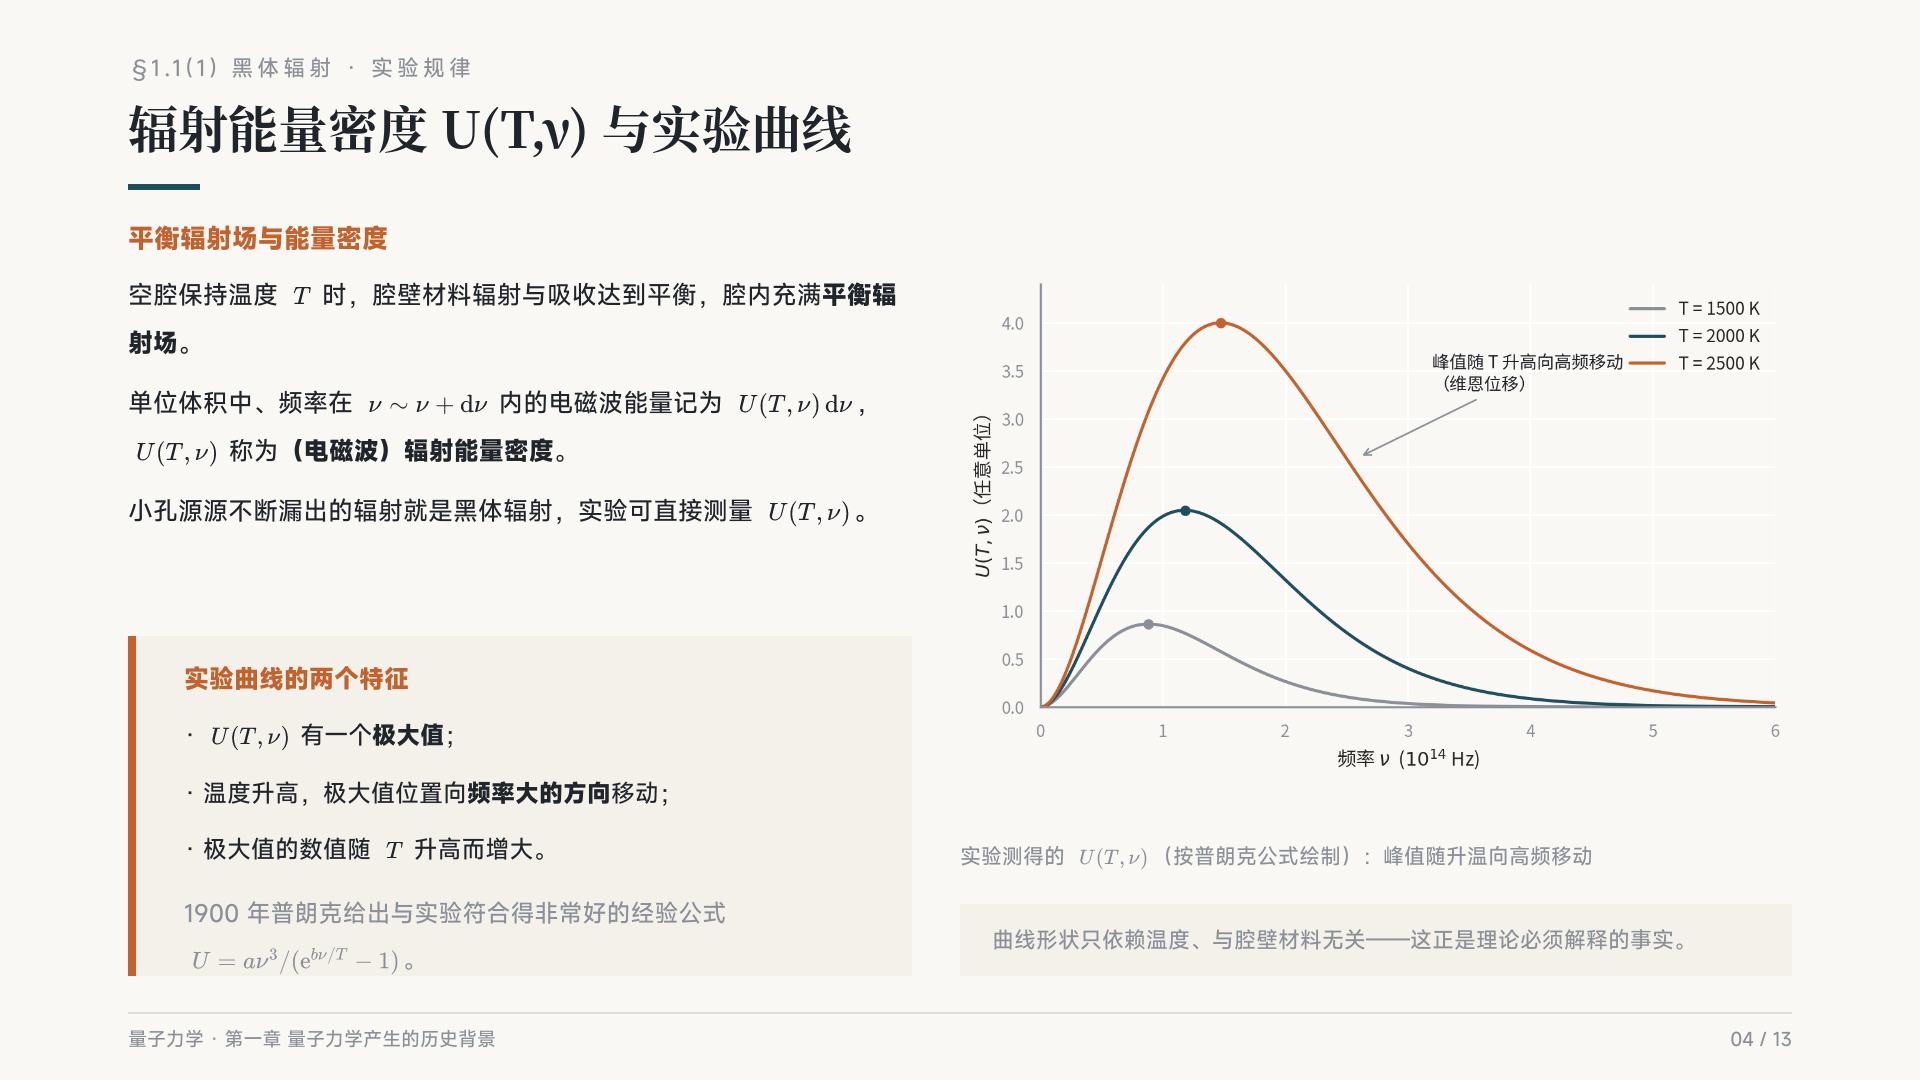 §1.1(1) 黑体辐射 · 实验规律
辐射能量密度 U(T,ν) 与实验曲线
平衡辐射场与能量密度
空腔保持温度 T 时，腔壁材料辐射与吸收达到平衡，腔内充满平衡辐
射场。
单位体积中、频率在 ν ∼ ν + dν 内的电磁波能量记为 U(T, ν) dν，
U(T, ν) 称为（电磁波）辐射能量密度。
小孔源源不断漏出的辐射就是黑体辐射，实验可直接测量 U(T, ν)。
实验曲线的两个特征
· U(T, ν) 有一个极大值；
· 温度升高，极大值位置向频率大的方向移动；
· 极大值的数值随 T 升高而增大。
1900 年普朗克给出与实验符合得非常好的经验公式
U = aν³/(e^{bν/T} − 1)。
U(T, ν)（任意单位）
4.0
3.5
3.0
2.5
2.0
1.5
1.0
0.5
0.0
T = 1500 K
T = 2000 K
T = 2500 K
峰值随 T 升高向高频移动
（维恩位移）
0 1 2 3 4 5 6
频率 ν (10¹⁴ Hz)
实验测得的 U(T, ν)（按普朗克公式绘制）：峰值随升温向高频移动
曲线形状只依赖温度、与腔壁材料无关——这正是理论必须解释的事实。
量子力学 · 第一章 量子力学产生的历史背景
04 / 13